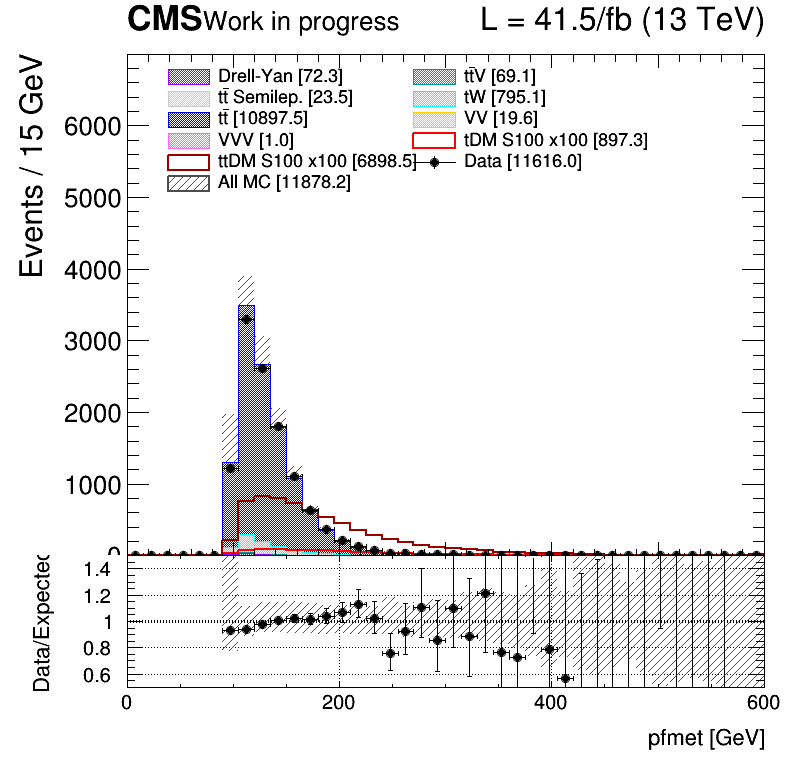 CMS Work in progress L = 41.5/fb (13 TeV)
Events / 15 GeV
Drell-Yan [72.3] tt̄V [69.1]
tt̄ Semilep. [23.5] tW [795.1]
tt̄ [10897.5] VV [19.6]
VVV [1.0] tDM S100 x100 [897.3]
ttDM S100 x100 [6898.5] Data [11616.0]
All MC [11878.2]
6000
5000
4000
3000
2000
1000
0
Data/Expected
1.4
1.2
1
0.8
0.6
0 200 400 600
pfmet [GeV]